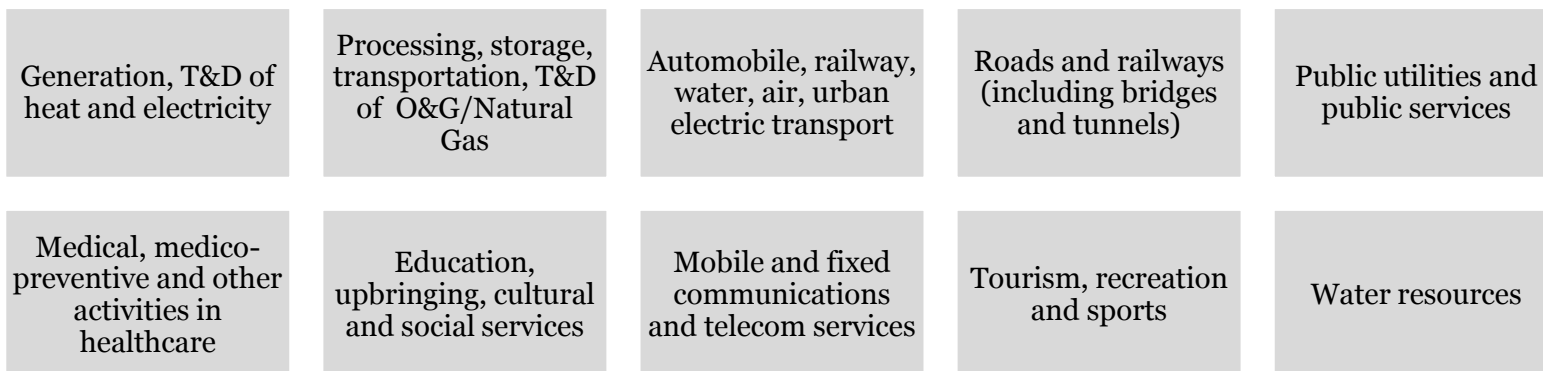 Generation, T&D of
heat and electricity
Processing, storage,
transportation, T&D
of O&G/Natural
Gas
Automobile, railway,
water, air, urban
electric transport
Roads and railways
(including bridges
and tunnels)
Public utilities and
public services
Medical, medico-
preventive and other
activities in
healthcare
Education,
upbringing, cultural
and social services
Mobile and fixed
communications
and telecom services
Tourism, recreation
and sports
Water resources